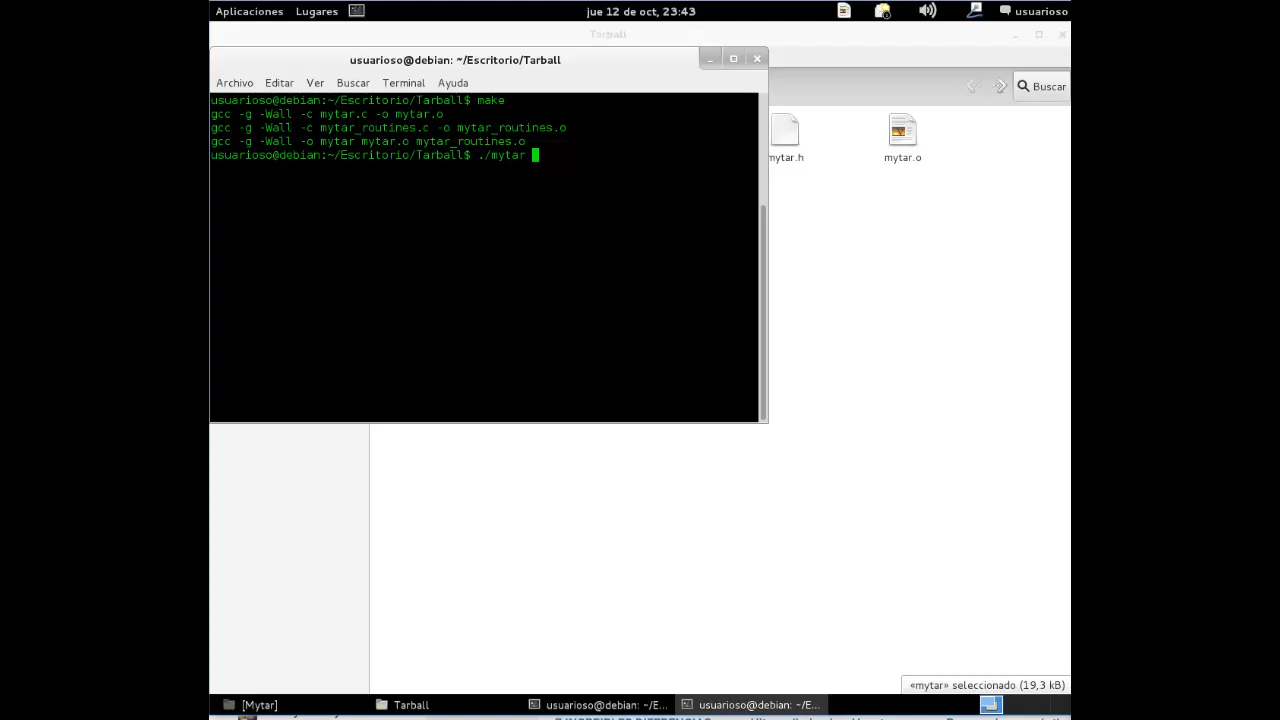 Aplicaciones Lugares jue 12 de oct, 23:43 1 usuarioso
Tarball
usuarioso@debian: ~/Escritorio/Tarball
Archivo Editar Ver Buscar Terminal Ayuda
Buscar
usuarioso@debian:~/Escritorio/Tarball$ make
gcc -g -Wall -c mytar.c -o mytar.o
gcc -g -Wall -c mytar_routines.c -o mytar_routines.o
gcc -g -Wall -o mytar mytar.o mytar_routines.o
usuarioso@debian:~/Escritorio/Tarball$ ./mytar
mytar.h mytar.o
«mytar» seleccionado (19,3 kB)
[Mytar] Tarball usuarioso@debian: ~/E... usuarioso@debian: ~/E...